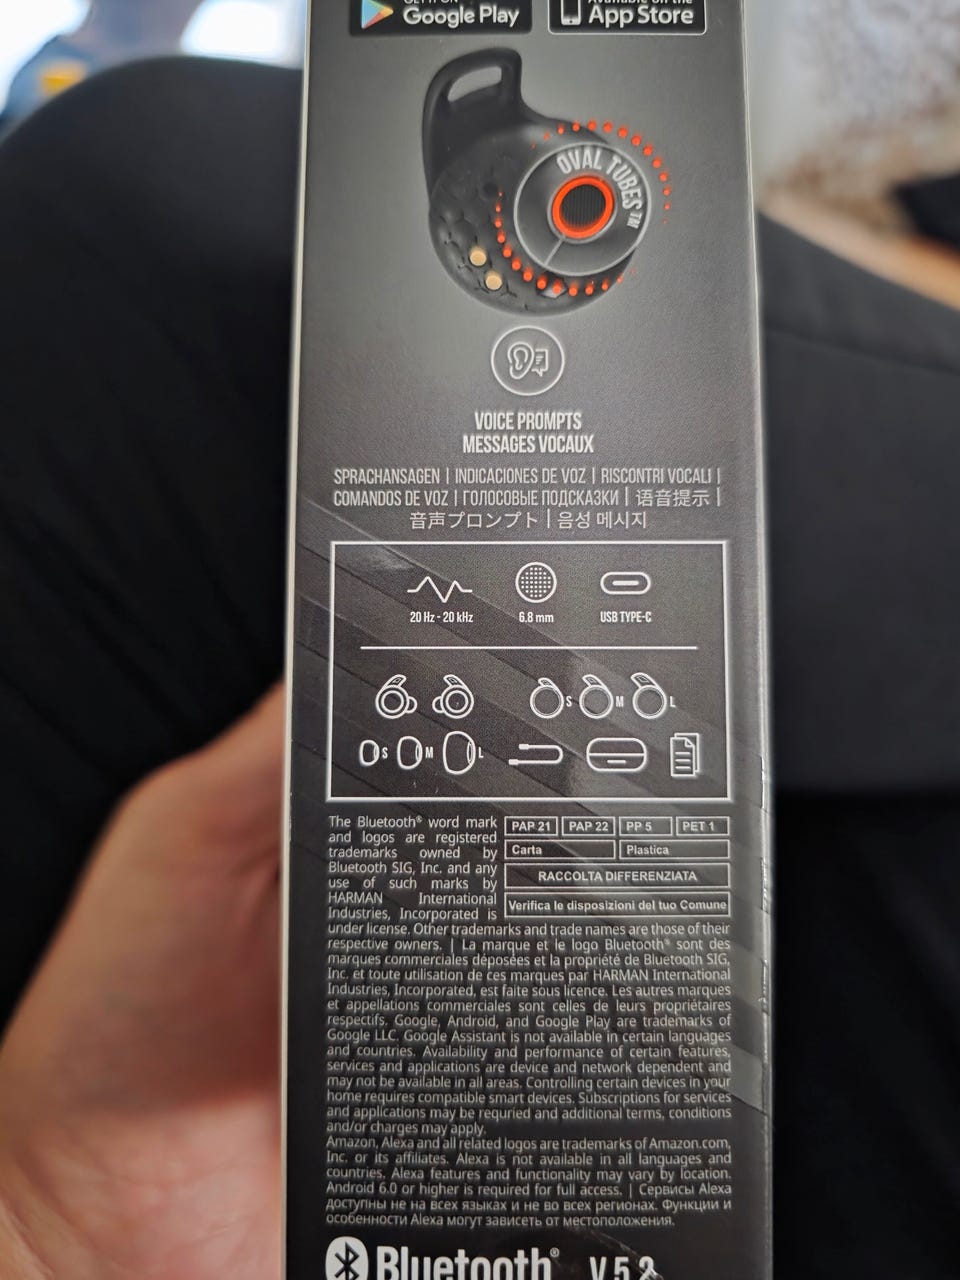 GET IT ON
Google Play
Available on the
App Store
OVAL TUBES™
VOICE PROMPTS
MESSAGES VOCAUX
SPRACHANSAGEN | INDICACIONES DE VOZ | RISCONTRI VOCALI |
COMANDOS DE VOZ | ГОЛОСОВЫЕ ПОДСКАЗКИ | 语音提示 |
音声プロンプト | 음성 메시지
20 Hz - 20 kHz
6.8 mm
USB TYPE-C
S M L
S M L
The Bluetooth® word mark
and logos are registered
trademarks owned by
Bluetooth SIG, Inc. and any
use of such marks by
HARMAN International
Industries, Incorporated is
PAP 21 PAP 22 PP 5 PET 1
Carta Plastica
RACCOLTA DIFFERENZIATA
Verifica le disposizioni del tuo Comune
under license. Other trademarks and trade names are those of their
respective owners. | La marque et le logo Bluetooth® sont des
marques commerciales déposées et la propriété de Bluetooth SIG,
Inc. et toute utilisation de ces marques par HARMAN International
Industries, Incorporated, est faite sous licence. Les autres marques
et appellations commerciales sont celles de leurs propriétaires
respectifs. Google, Android, and Google Play are trademarks of
Google LLC. Google Assistant is not available in certain languages
and countries. Availability and performance of certain features,
services and applications are device and network dependent and
may not be available in all areas. Controlling certain devices in your
home requires compatible smart devices. Subscriptions for services
and applications may be requried and additional terms, conditions
and/or charges may apply.
Amazon, Alexa and all related logos are trademarks of Amazon.com,
Inc. or its affiliates. Alexa is not available in all languages and
countries. Alexa features and functionality may vary by location.
Android 6.0 or higher is required for full access. | Сервисы Alexa
доступны не на всех языках и не во всех регионах. Функции и
особенности Alexa могут зависеть от местоположения.
Bluetooth® V5.2